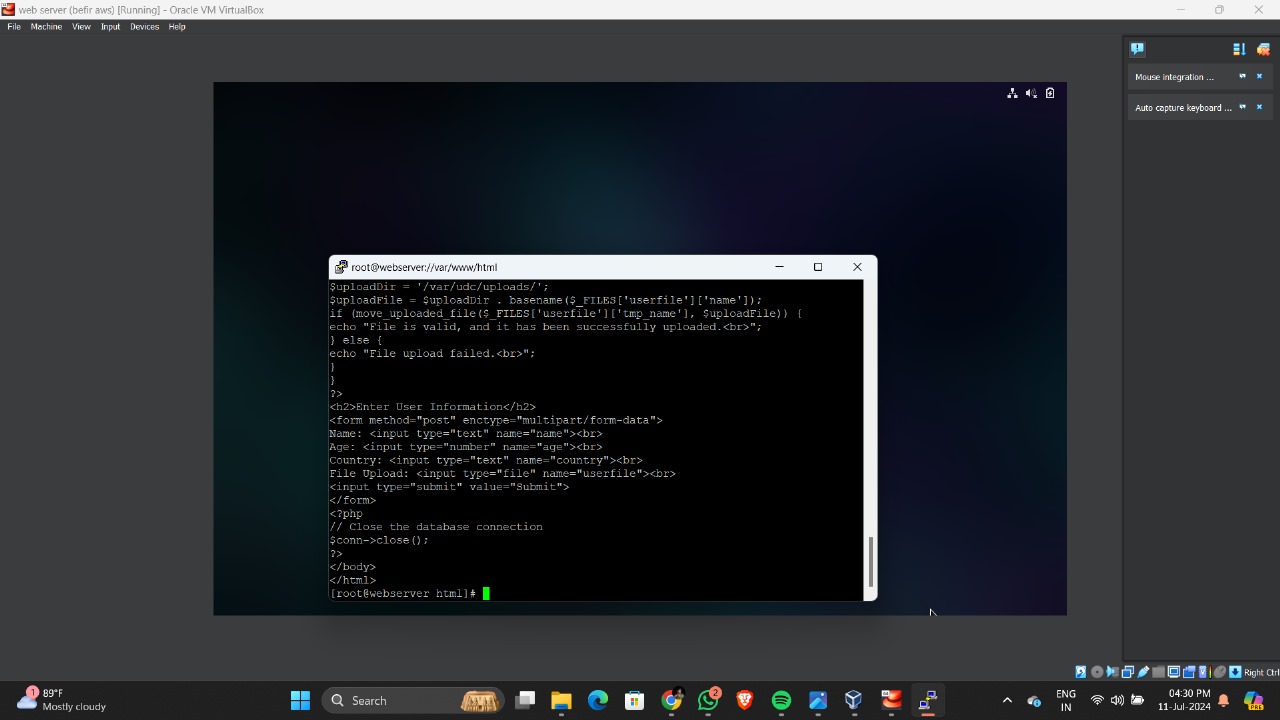 web server (befir aws) [Running] - Oracle VM VirtualBox
File Machine View Input Devices Help
Mouse integration ...
Auto capture keyboard ...
root@webserver://var/www/html
$uploadDir = '/var/udc/uploads/';
$uploadFile = $uploadDir . basename($_FILES['userfile']['name']);
if (move_uploaded_file($_FILES['userfile']['tmp_name'], $uploadFile)) {
echo "File is valid, and it has been successfully uploaded.<br>";
} else {
echo "File upload failed.<br>";
}
}
?>
<h2>Enter User Information</h2>
<form method="post" enctype="multipart/form-data">
Name: <input type="text" name="name"><br>
Age: <input type="number" name="age"><br>
Country: <input type="text" name="country"><br>
File Upload: <input type="file" name="userfile"><br>
<input type="submit" value="Submit">
</form>
<?php
// Close the database connection
$conn->close();
?>
</body>
</html>
[root@webserver html]#
Right Ctrl
1
89°F
Mostly cloudy
Search
2
ENG
IN
04:30 PM
11-Jul-2024
PRE